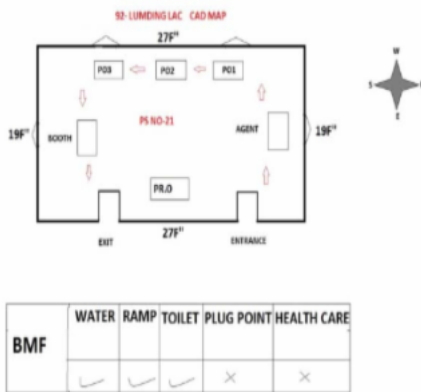 92- LUMDING LAC CAD MAP
27F"
PO3 PO2 PO1
W
S
E
19F"
BOOTH
PS NO-21
AGENT
19F"
PR.O
EXIT
27F"
ENTRANCE
BMF WATER RAMP TOILET PLUG POINT HEALTH CARE